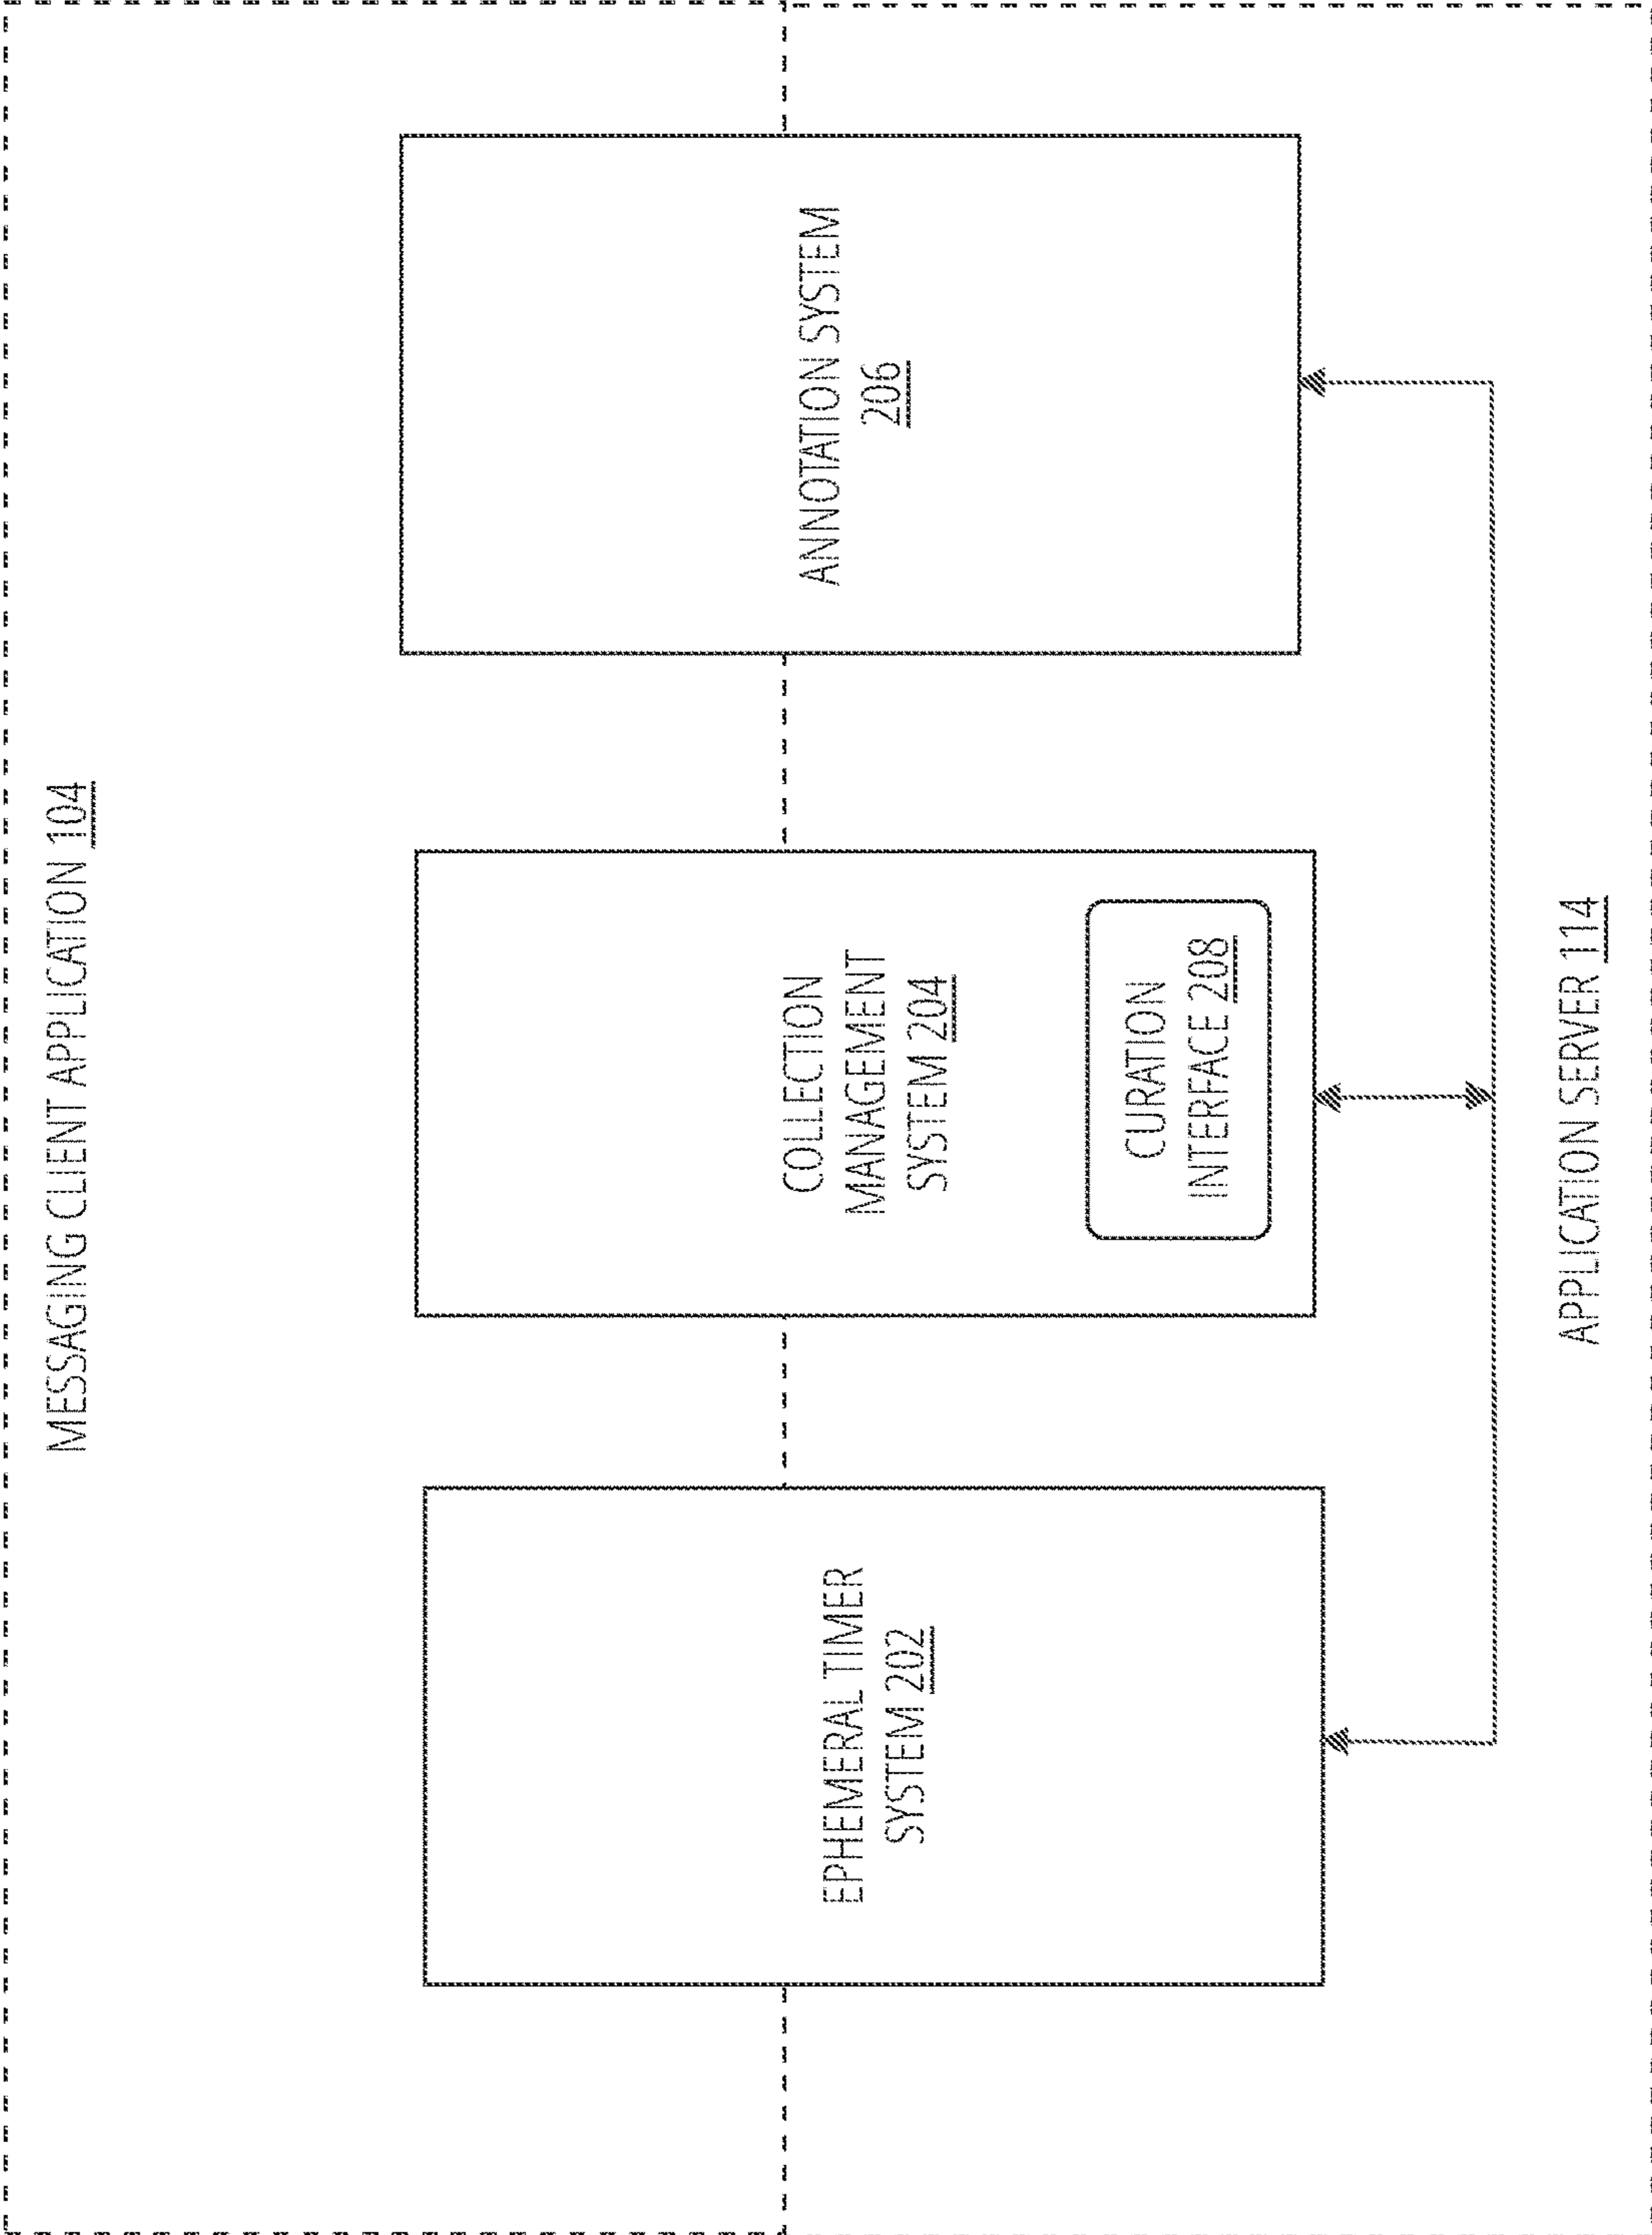 MESSAGING CLIENT APPLICATION 104
EPHEMERAL TIMER
SYSTEM 202
COLLECTION
MANAGEMENT
SYSTEM 204
CURATION
INTERFACE 208
ANNOTATION SYSTEM
206
APPLICATION SERVER 114